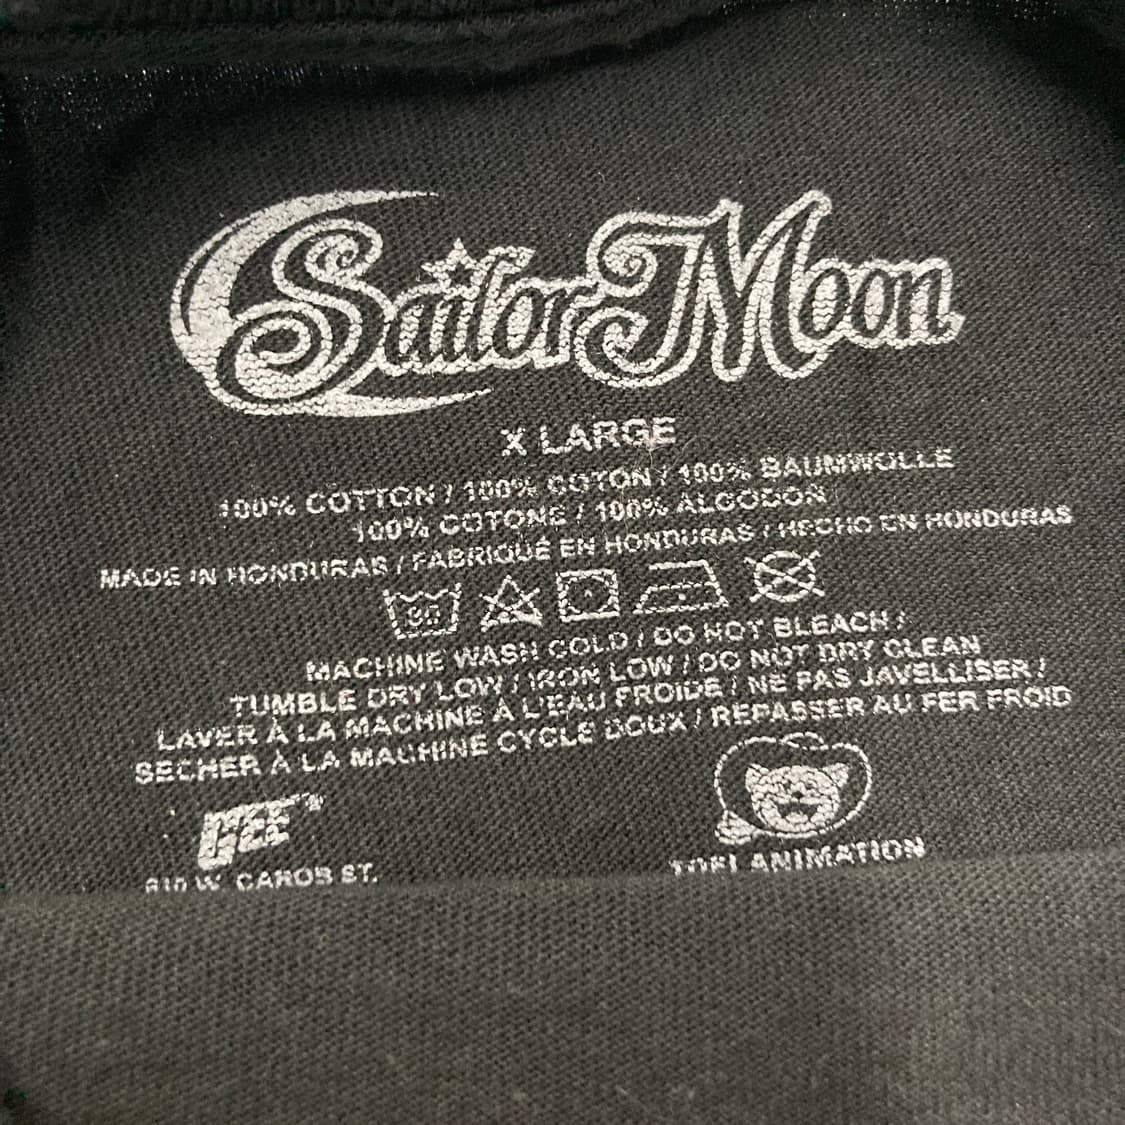 Sailor Moon
X LARGE
100% COTTON / 100% COTON / 100% BAUMWOLLE
100% COTONE / 100% ALGODON
MADE IN HONDURAS / FABRIQUÉ EN HONDURAS / HECHO EN HONDURAS
30
MACHINE WASH COLD / DO NOT BLEACH /
TUMBLE DRY LOW / IRON LOW / DO NOT DRY CLEAN
LAVER À LA MACHINE À L'EAU FROIDE / NE PAS JAVELLISER /
SECHER À LA MACHINE CYCLE DOUX / REPASSER AU FER FROID
GEE®
W. CAROB ST.
TOEI ANIMATION